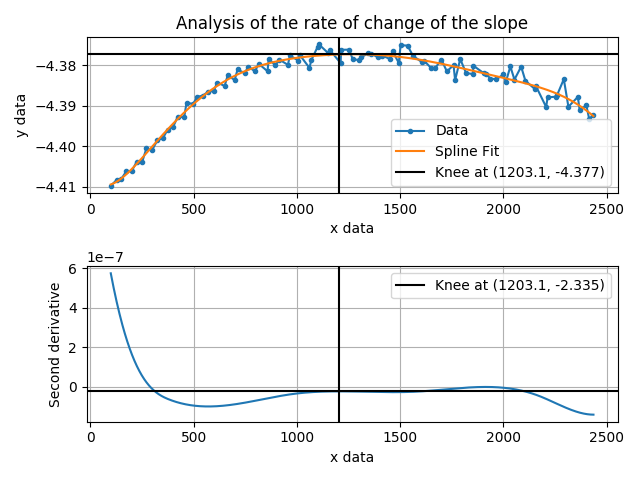 Analysis of the rate of change of the slope
−4.38
−4.39
−4.40
−4.41
y data
Data
Spline Fit
Knee at (1203.1, -4.377)
0 500 1000 1500 2000 2500
x data
1e−7
6
4
2
0
Second derivative
Knee at (1203.1, -2.335)
0 500 1000 1500 2000 2500
x data